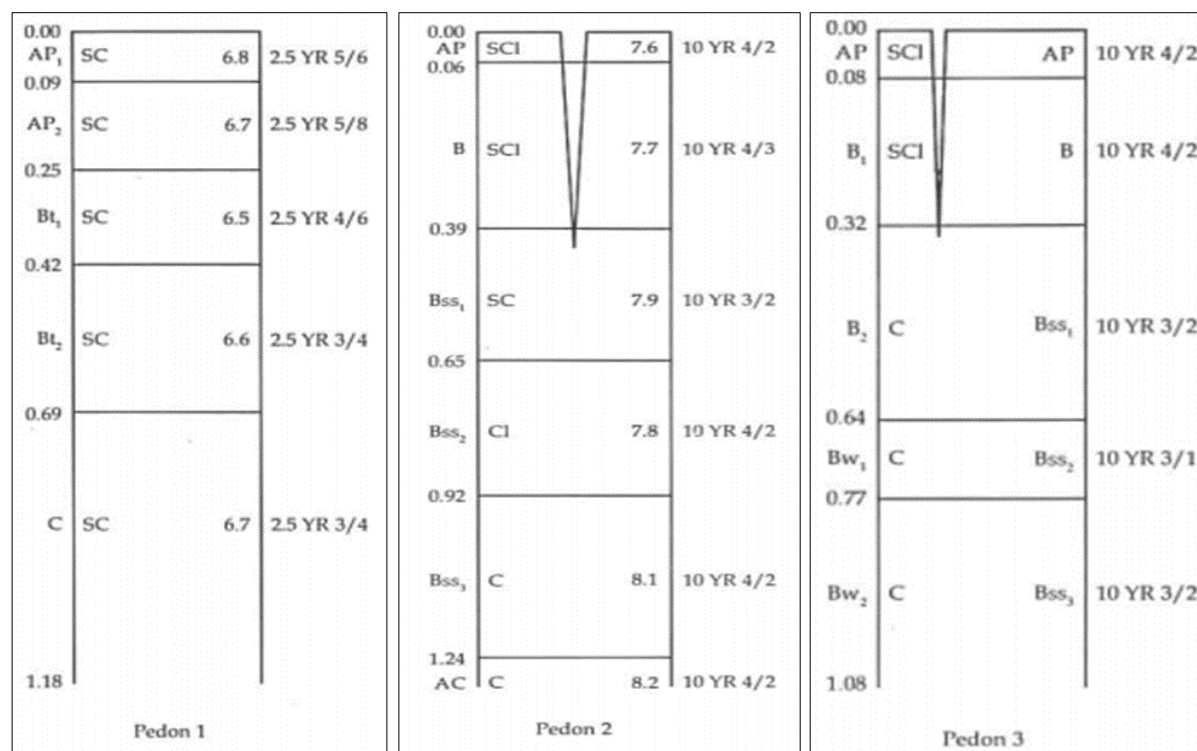 0.00
AP₁ SC 6.8 2.5 YR 5/6
0.09
AP₂ SC 6.7 2.5 YR 5/8
0.25
Bt₁ SC 6.5 2.5 YR 4/6
0.42
Bt₂ SC 6.6 2.5 YR 3/4
0.69
C SC 6.7 2.5 YR 3/4
1.18
Pedon 1
0.00
AP SCl 7.6 10 YR 4/2
0.06
B SCl 7.7 10 YR 4/3
0.39
Bss₁ SC 7.9 10 YR 3/2
0.65
Bss₂ Cl 7.8 10 YR 4/2
0.92
Bss₃ C 8.1 10 YR 4/2
1.24
AC C 8.2 10 YR 4/2
Pedon 2
0.00
AP SCl AP 10 YR 4/2
0.08
B₁ SCl B 10 YR 4/2
0.32
B₂ C Bss₁ 10 YR 3/2
0.64
Bw₁ C Bss₂ 10 YR 3/1
0.77
Bw₂ C Bss₃ 10 YR 3/2
1.08
Pedon 3